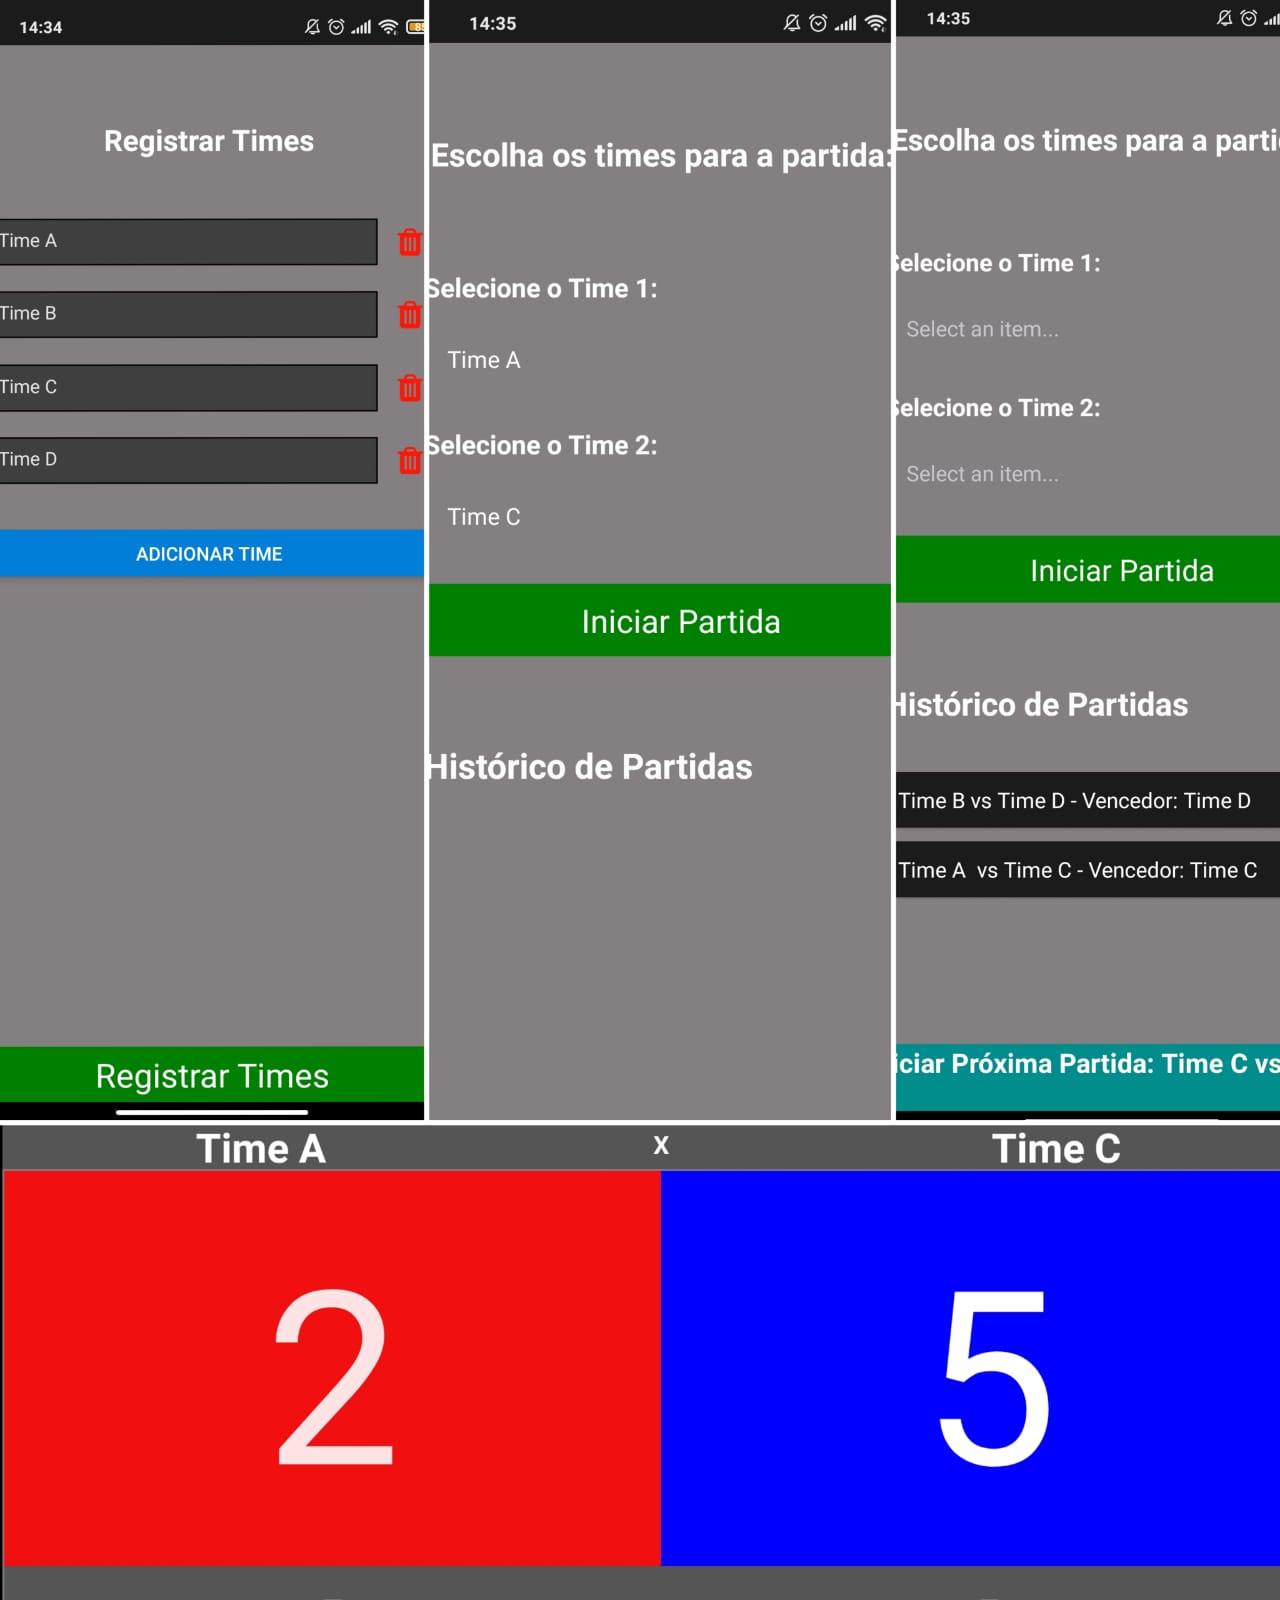 14:34
Registrar Times
Time A
Time B
Time C
Time D
ADICIONAR TIME
Registrar Times
14:35
Escolha os times para a partida:
Selecione o Time 1:
Time A
Selecione o Time 2:
Time C
Iniciar Partida
Histórico de Partidas
14:35
Escolha os times para a parti
Selecione o Time 1:
Select an item...
Selecione o Time 2:
Select an item...
Iniciar Partida
Histórico de Partidas
Time B vs Time D - Vencedor: Time D
Time A vs Time C - Vencedor: Time C
iciar Próxima Partida: Time C vs
Time A X Time C
2 5